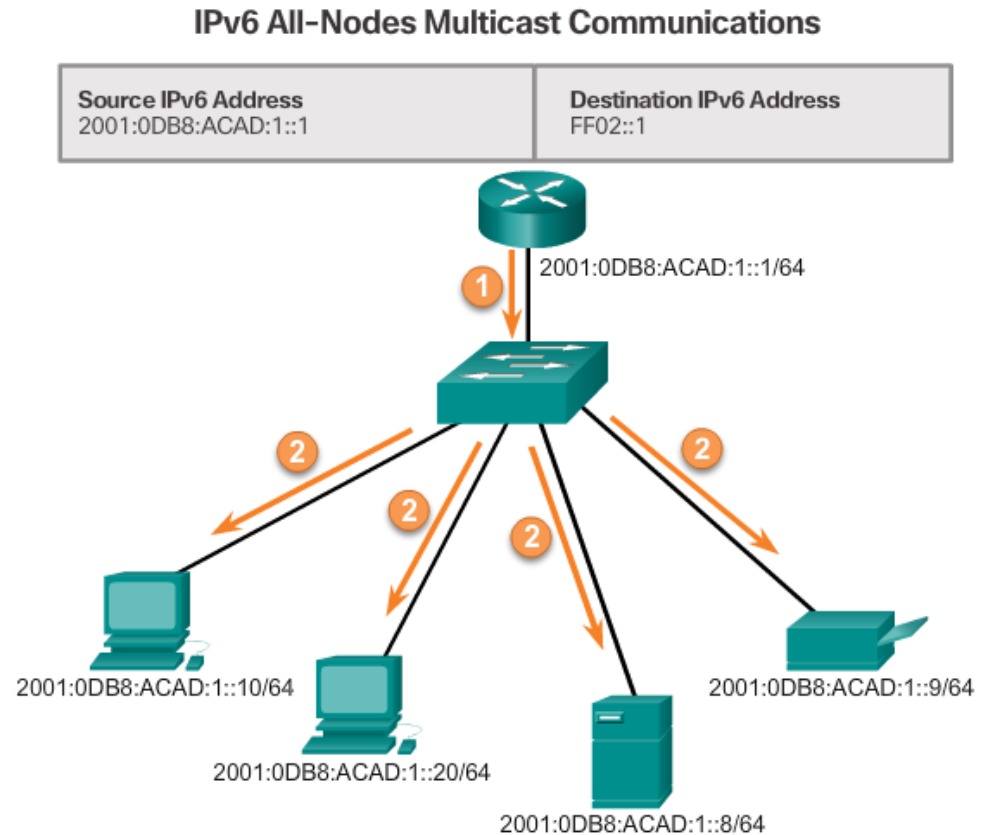 IPv6 All-Nodes Multicast Communications
Source IPv6 Address
2001:0DB8:ACAD:1::1
Destination IPv6 Address
FF02::1
2001:0DB8:ACAD:1::1/64
1
2
2
2
2
2001:0DB8:ACAD:1::10/64
2001:0DB8:ACAD:1::9/64
2001:0DB8:ACAD:1::20/64
2001:0DB8:ACAD:1::8/64